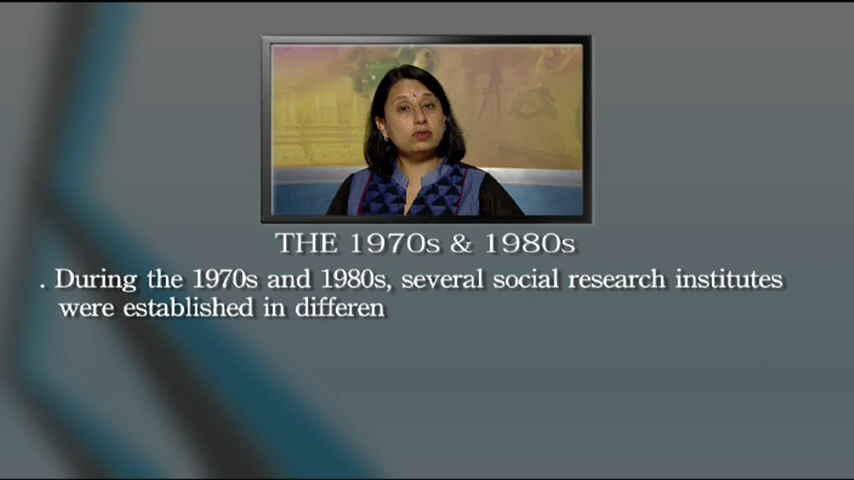 THE 1970s & 1980s
. During the 1970s and 1980s, several social research institutes
were established in differen